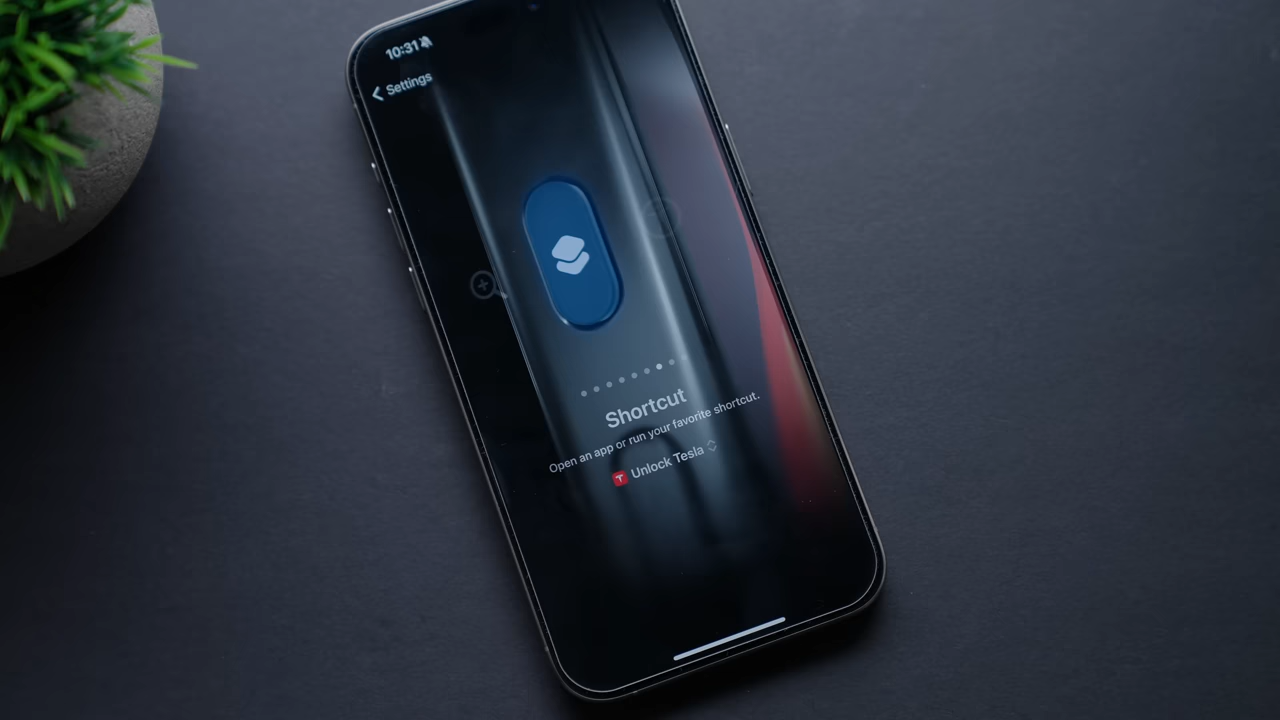 10:31
Settings
Shortcut
Open an app or run your favorite shortcut.
Unlock Tesla